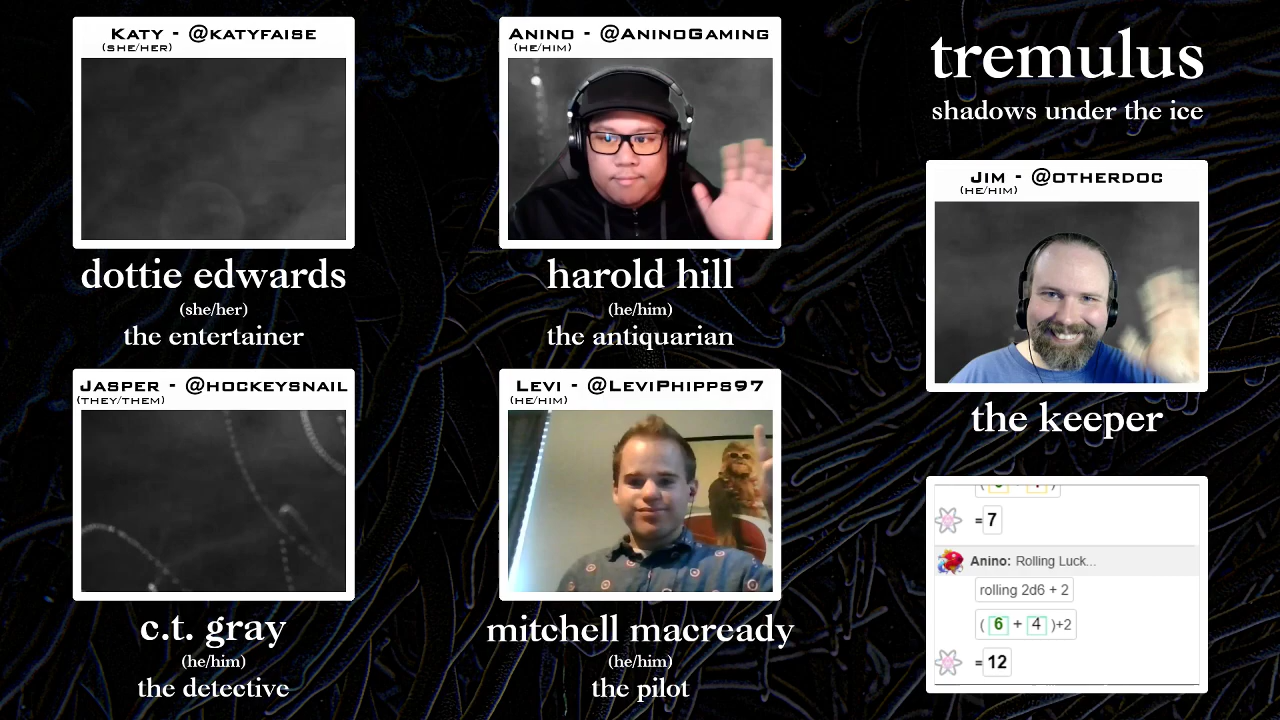 Katy - @katyfaise
(she/her)
dottie edwards
(she/her)
the entertainer
Anino - @AninoGaming
(he/him)
harold hill
(he/him)
the antiquarian
tremulus
shadows under the ice
Jim - @otherdoc
(he/him)
the keeper
Jasper - @hockeysnail
(they/them)
c.t. gray
(he/him)
the detective
Levi - @LeviPhipps97
(he/him)
mitchell macready
(he/him)
the pilot
=7
Anino: Rolling Luck...
rolling 2d6 + 2
( 6 + 4 )+2
=12